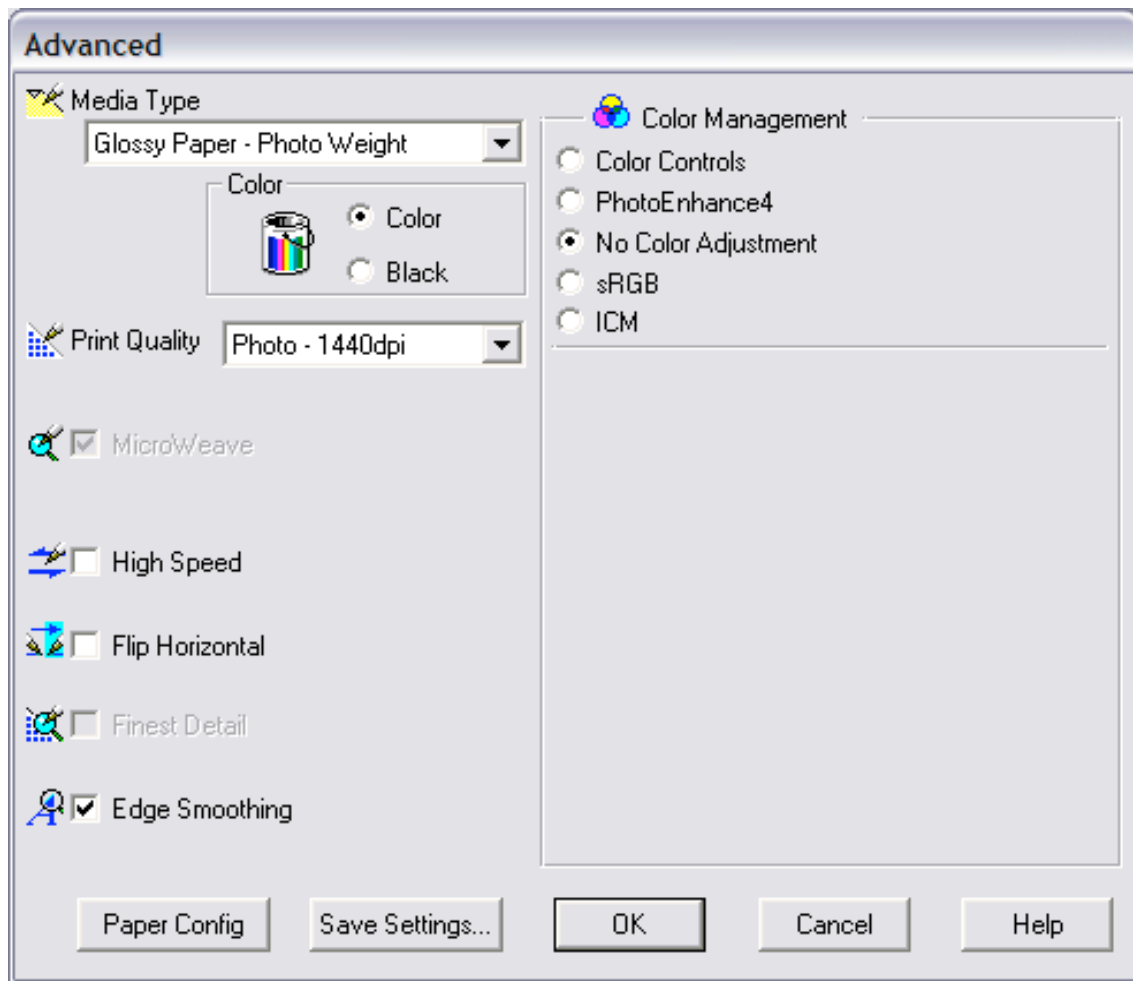 Advanced
Media Type
Glossy Paper - Photo Weight
Color
Color
Black
Print Quality
Photo - 1440dpi
MicroWeave
High Speed
Flip Horizontal
Finest Detail
Edge Smoothing
Color Management
Color Controls
PhotoEnhance4
No Color Adjustment
sRGB
ICM
Paper Config
Save Settings...
OK
Cancel
Help